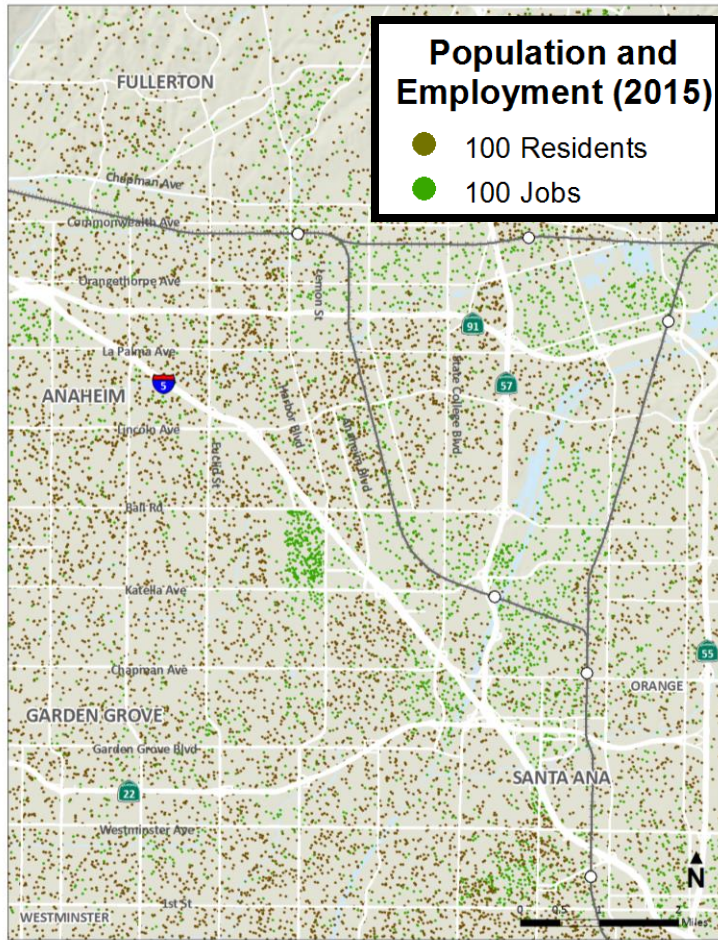 Population and
Employment (2015)
100 Residents
100 Jobs
FULLERTON
Chapman Ave
Commonwealth Ave
Orangethorpe Ave
Lemon St
91
La Palma Ave
State College Blvd
57
5
ANAHEIM
Harbor Blvd
Anaheim Blvd
Lincoln Ave
Euclid St
Ball Rd
Katella Ave
55
Chapman Ave
ORANGE
GARDEN GROVE
Garden Grove Blvd
SANTA ANA
22
Westminster Ave
N
1st St
WESTMINSTER
0 0.5 1 2
Miles